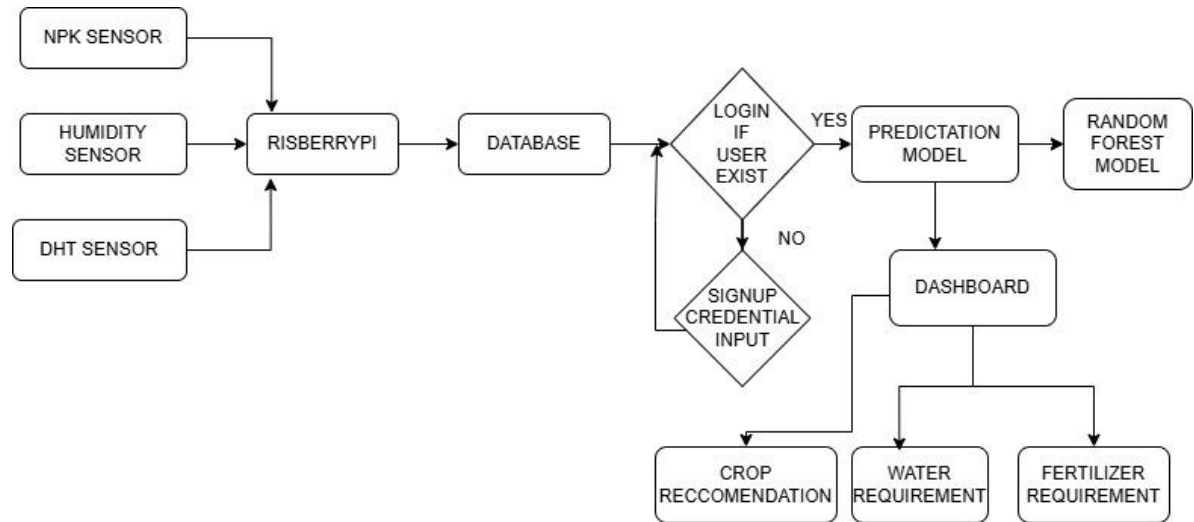 NPK SENSOR
HUMIDITY
SENSOR
DHT SENSOR
RISBERRYPI
DATABASE
LOGIN
IF
USER
EXIST
YES
NO
SIGNUP
CREDENTIAL
INPUT
PREDICTATION
MODEL
RANDOM
FOREST
MODEL
DASHBOARD
CROP
RECCOMENDATION
WATER
REQUIREMENT
FERTILIZER
REQUIREMENT